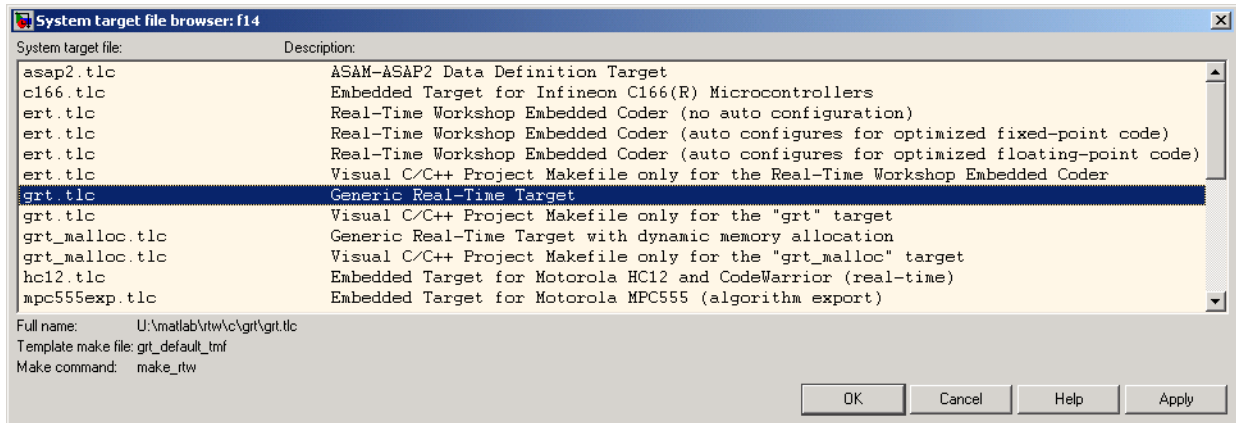 System target file browser: f14
System target file: Description:
asap2.tlc ASAM-ASAP2 Data Definition Target
c166.tlc Embedded Target for Infineon C166(R) Microcontrollers
ert.tlc Real-Time Workshop Embedded Coder (no auto configuration)
ert.tlc Real-Time Workshop Embedded Coder (auto configures for optimized fixed-point code)
ert.tlc Real-Time Workshop Embedded Coder (auto configures for optimized floating-point code)
ert.tlc Visual C/C++ Project Makefile only for the Real-Time Workshop Embedded Coder
grt.tlc Generic Real-Time Target
grt.tlc Visual C/C++ Project Makefile only for the "grt" target
grt_malloc.tlc Generic Real-Time Target with dynamic memory allocation
grt_malloc.tlc Visual C/C++ Project Makefile only for the "grt_malloc" target
hc12.tlc Embedded Target for Motorola HC12 and CodeWarrior (real-time)
mpc555exp.tlc Embedded Target for Motorola MPC555 (algorithm export)
Full name: U:\matlab\rtw\c\grt\grt.tlc
Template make file: grt_default_tmf
Make command: make_rtw
OK Cancel Help Apply